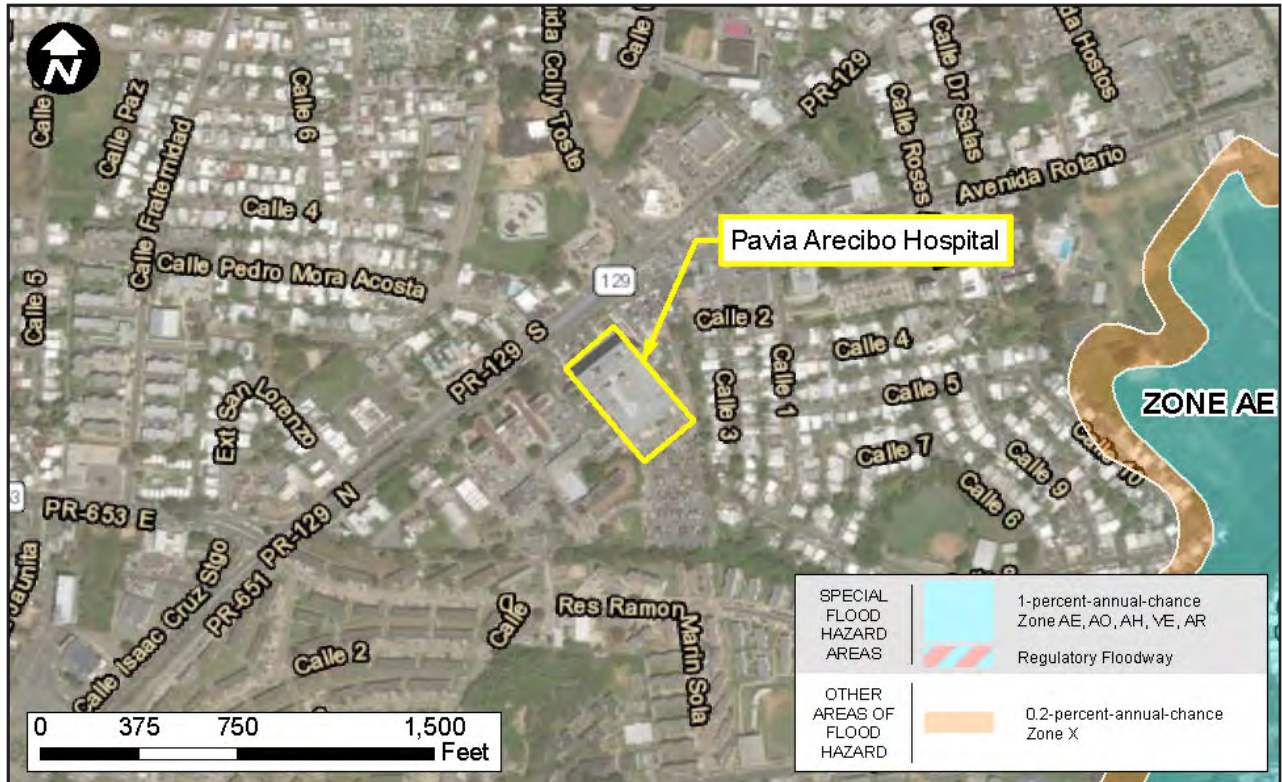 N
Calle Paz
Calle 6
Calle Fraternidad
Calle 4
Calle Pedro Mora Acosta
Calle 5
PR-129
Calle Dr Salas
Calle Roses
Avenida Rotario
Pavia Arecibo Hospital
129
PR-129 S
Calle 2
Calle 4
Calle 1
Calle 5
Calle 3
Calle 7
Calle 9
Calle 10
Calle 6
ZONE AE
Ext San Lorenzo
PR-653 E
PR-129 N
PR-651
Calle Isaac Cruz Stgo
Calle 2
Res Ramon
Marin Sola
0 375 750 1,500
Feet
SPECIAL
FLOOD
HAZARD
AREAS
1-percent-annual-chance
Zone AE, AO, AH, VE, AR
Regulatory Floodway
OTHER
AREAS OF
FLOOD
HAZARD
0.2-percent-annual-chance
Zone X